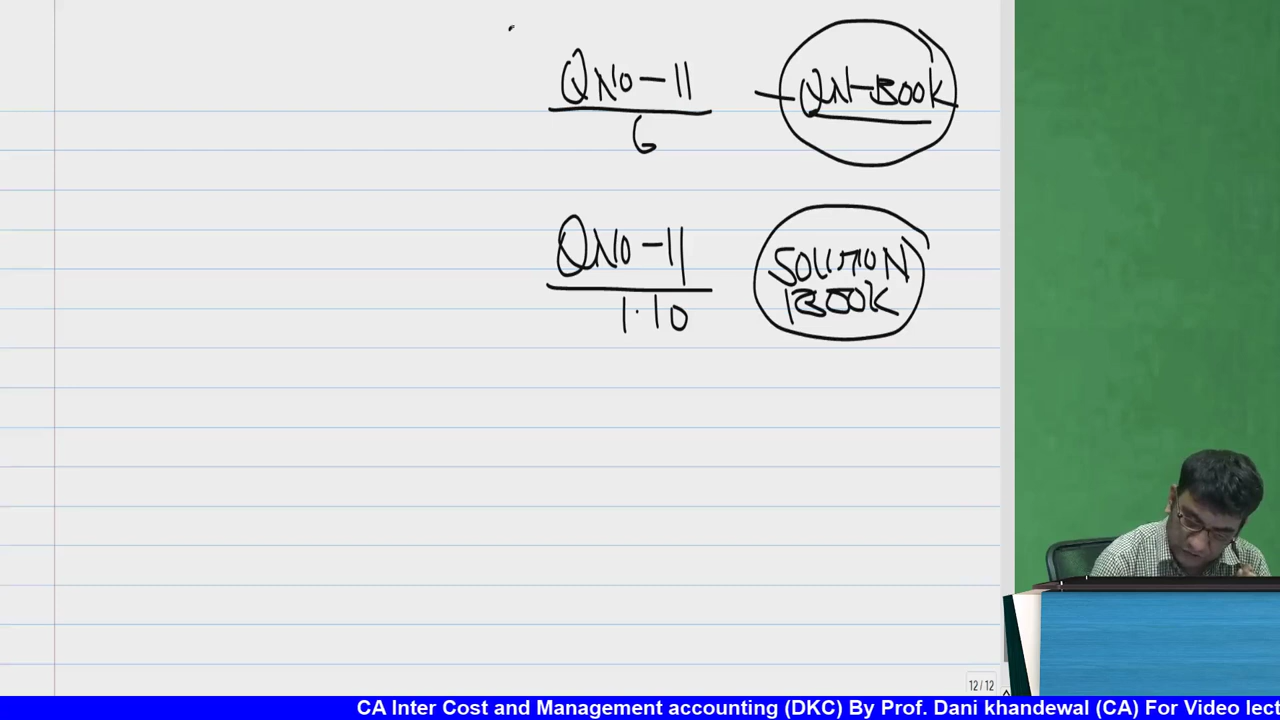 QNO-11 QN-BOOK
6
QNO-11 SOLUTION
BOOK
1.10
12/12
CA Inter Cost and Management accounting (DKC) By Prof. Dani khandewal (CA) For Video lect